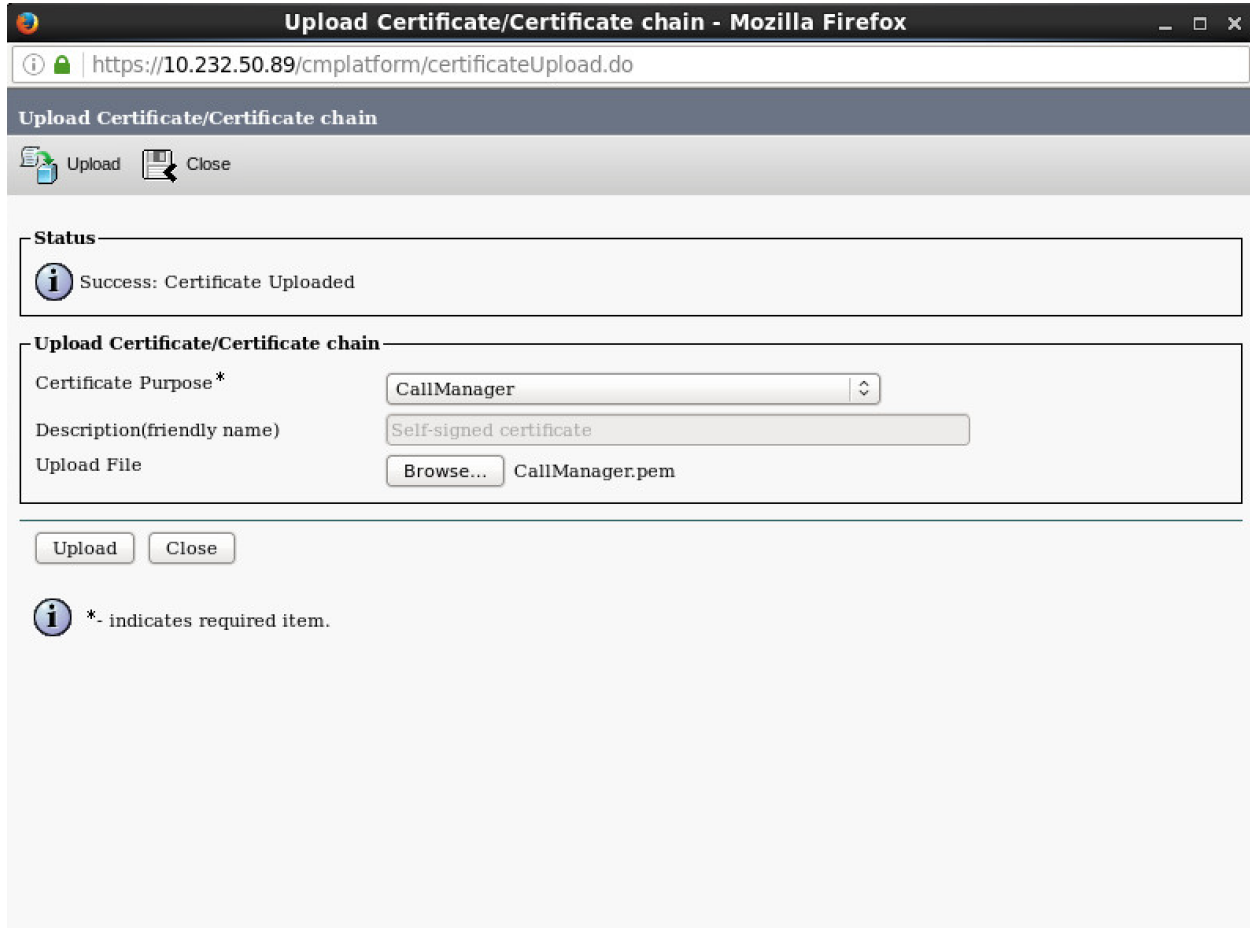 Upload Certificate/Certificate chain - Mozilla Firefox
https://10.232.50.89/cmplatform/certificateUpload.do
Upload Certificate/Certificate chain
Upload Close
Status
Success: Certificate Uploaded
Upload Certificate/Certificate chain
Certificate Purpose* CallManager
Description(friendly name) Self-signed certificate
Upload File Browse... CallManager.pem
Upload Close
*- indicates required item.